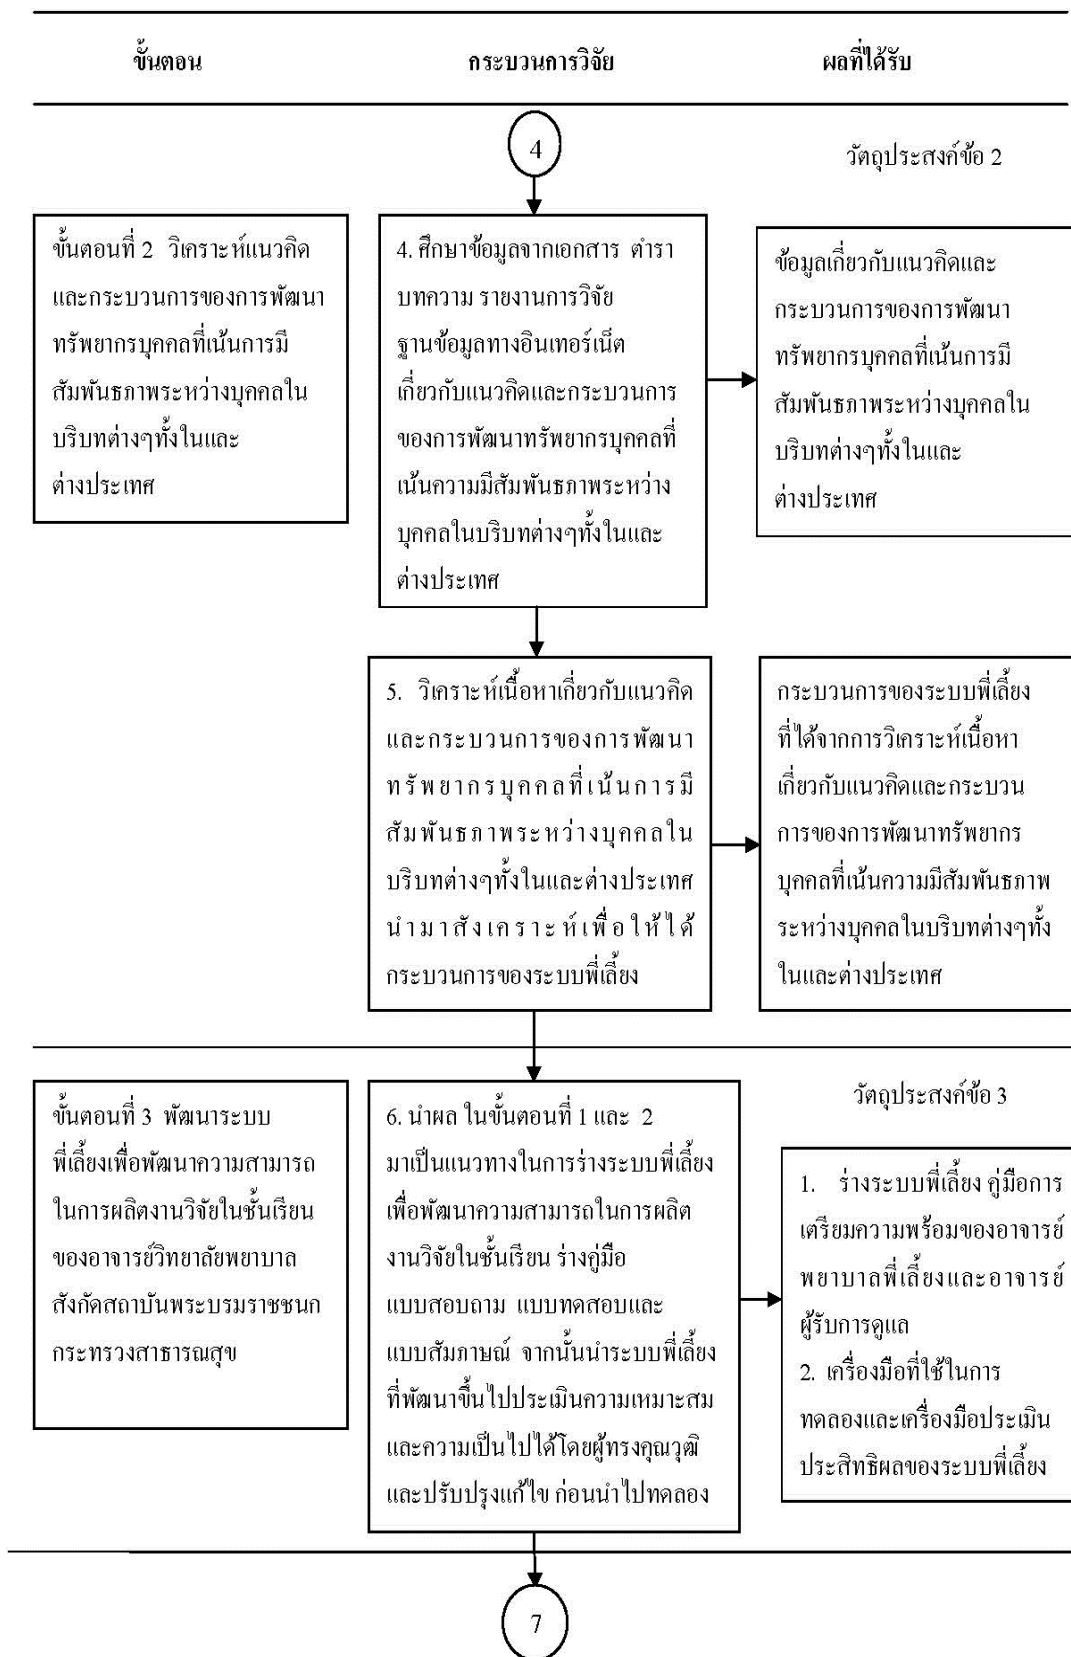 ขั้นตอน
กระบวนการวิจัย
ผลที่ได้รับ
4
วัตถุประสงค์ข้อ 2
ขั้นตอนที่ 2 วิเคราะห์แนวคิด
และกระบวนการของการพัฒนา
ทรัพยากรบุคคลที่เน้นการมี
สัมพันธภาพระหว่างบุคคลใน
บริบทต่างๆทั้งในและ
ต่างประเทศ
4. ศึกษาข้อมูลจากเอกสาร ตำรา
บทความ รายงานการวิจัย
ฐานข้อมูลทางอินเทอร์เน็ต
เกี่ยวกับแนวคิดและกระบวนการ
ของการพัฒนาทรัพยากรบุคคลที่
เน้นความมีสัมพันธภาพระหว่าง
บุคคลในบริบทต่างๆทั้งในและ
ต่างประเทศ
ข้อมูลเกี่ยวกับแนวคิดและ
กระบวนการของการพัฒนา
ทรัพยากรบุคคลที่เน้นการมี
สัมพันธภาพระหว่างบุคคลใน
บริบทต่างๆทั้งในและ
ต่างประเทศ
5. วิเคราะห์เนื้อหาเกี่ยวกับแนวคิด
และกระบวนการของการพัฒนา
ทรัพยากรบุคคลที่เน้นการมี
สัมพันธภาพระหว่างบุคคลใน
บริบทต่างๆทั้งในและต่างประเทศ
นำมาสังเคราะห์เพื่อให้ได้
กระบวนการของระบบพี่เลี้ยง
กระบวนการของระบบพี่เลี้ยง
ที่ได้จากการวิเคราะห์เนื้อหา
เกี่ยวกับแนวคิดและกระบวน
การของการพัฒนาทรัพยากร
บุคคลที่เน้นความมีสัมพันธภาพ
ระหว่างบุคคลในบริบทต่างๆทั้ง
ในและต่างประเทศ
ขั้นตอนที่ 3 พัฒนาระบบ
พี่เลี้ยงเพื่อพัฒนาความสามารถ
ในการผลิตงานวิจัยในชั้นเรียน
ของอาจารย์วิทยาลัยพยาบาล
สังกัดสถาบันพระบรมราชชนก
กระทรวงสาธารณสุข
6. นำผล ในขั้นตอนที่ 1 และ 2
มาเป็นแนวทางในการร่างระบบพี่เลี้ยง
เพื่อพัฒนาความสามารถในการผลิต
งานวิจัยในชั้นเรียน ร่างคู่มือ
แบบสอบถาม แบบทดสอบและ
แบบสัมภาษณ์ จากนั้นนำระบบพี่เลี้ยง
ที่พัฒนาขึ้นไปประเมินความเหมาะสม
และความเป็นไปได้โดยผู้ทรงคุณวุฒิ
และปรับปรุงแก้ไข ก่อนนำไปทดลอง
วัตถุประสงค์ข้อ 3
1. ร่างระบบพี่เลี้ยง คู่มือการ
เตรียมความพร้อมของอาจารย์
พยาบาลพี่เลี้ยงและอาจารย์
ผู้รับการดูแล
2. เครื่องมือที่ใช้ในการ
ทดลองและเครื่องมือประเมิน
ประสิทธิผลของระบบพี่เลี้ยง
7